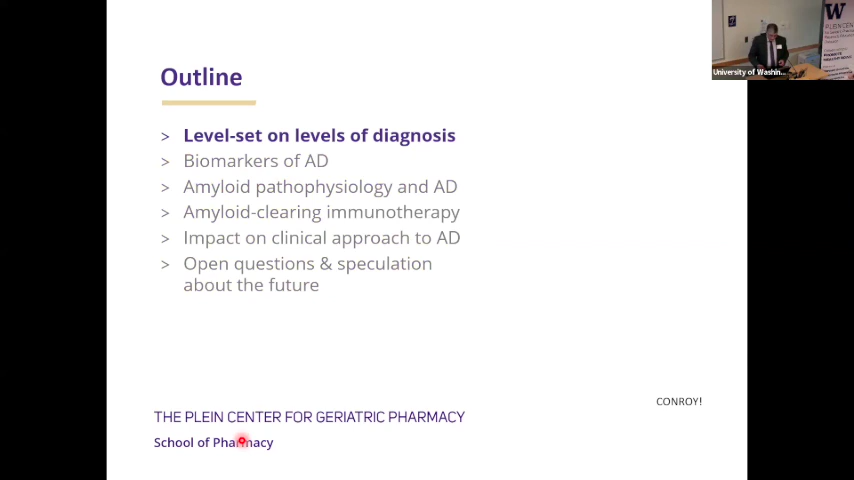 Outline
> Level-set on levels of diagnosis
> Biomarkers of AD
> Amyloid pathophysiology and AD
> Amyloid-clearing immunotherapy
> Impact on clinical approach to AD
> Open questions & speculation
about the future
CONROY!
THE PLEIN CENTER FOR GERIATRIC PHARMACY
School of Pharmacy
W
PLEIN CEN
University of Washin...